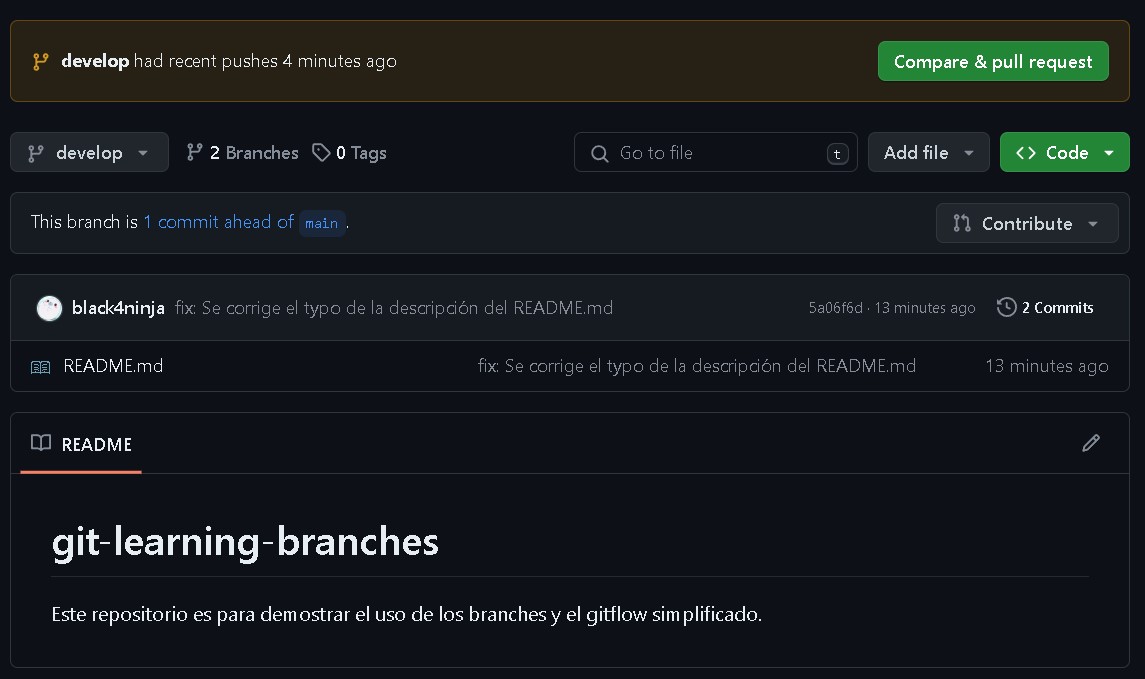 develop had recent pushes 4 minutes ago
Compare & pull request
develop
2 Branches
0 Tags
Go to file
t
Add file
<> Code
This branch is 1 commit ahead of main.
Contribute
black4ninja fix: Se corrige el typo de la descripción del README.md
5a06f6d · 13 minutes ago
2 Commits
README.md
fix: Se corrige el typo de la descripción del README.md
13 minutes ago
README
git-learning-branches
Este repositorio es para demostrar el uso de los branches y el gitflow simplificado.